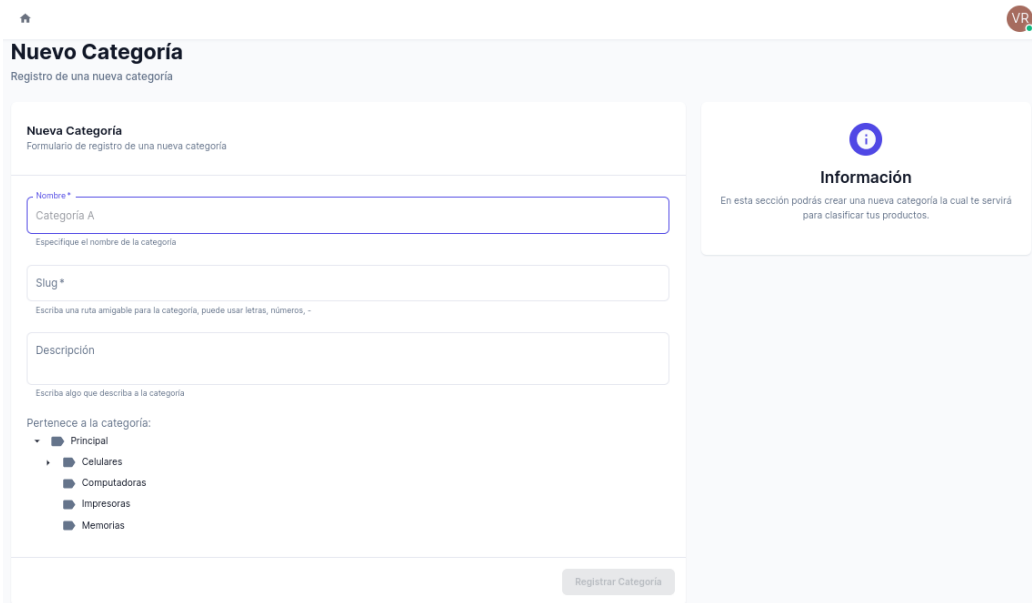 VR
Nuevo Categoría
Registro de una nueva categoría
Nueva Categoría
Formulario de registro de una nueva categoría
Nombre *
Categoría A
Especifique el nombre de la categoría
Slug *
Escriba una ruta amigable para la categoría, puede usar letras, números, -
Descripción
Escriba algo que describa a la categoría
Pertenece a la categoría:
Principal
Celulares
Computadoras
Impresoras
Memorias
Registrar Categoría
Información
En esta sección podrás crear una nueva categoría la cual te servirá
para clasificar tus productos.